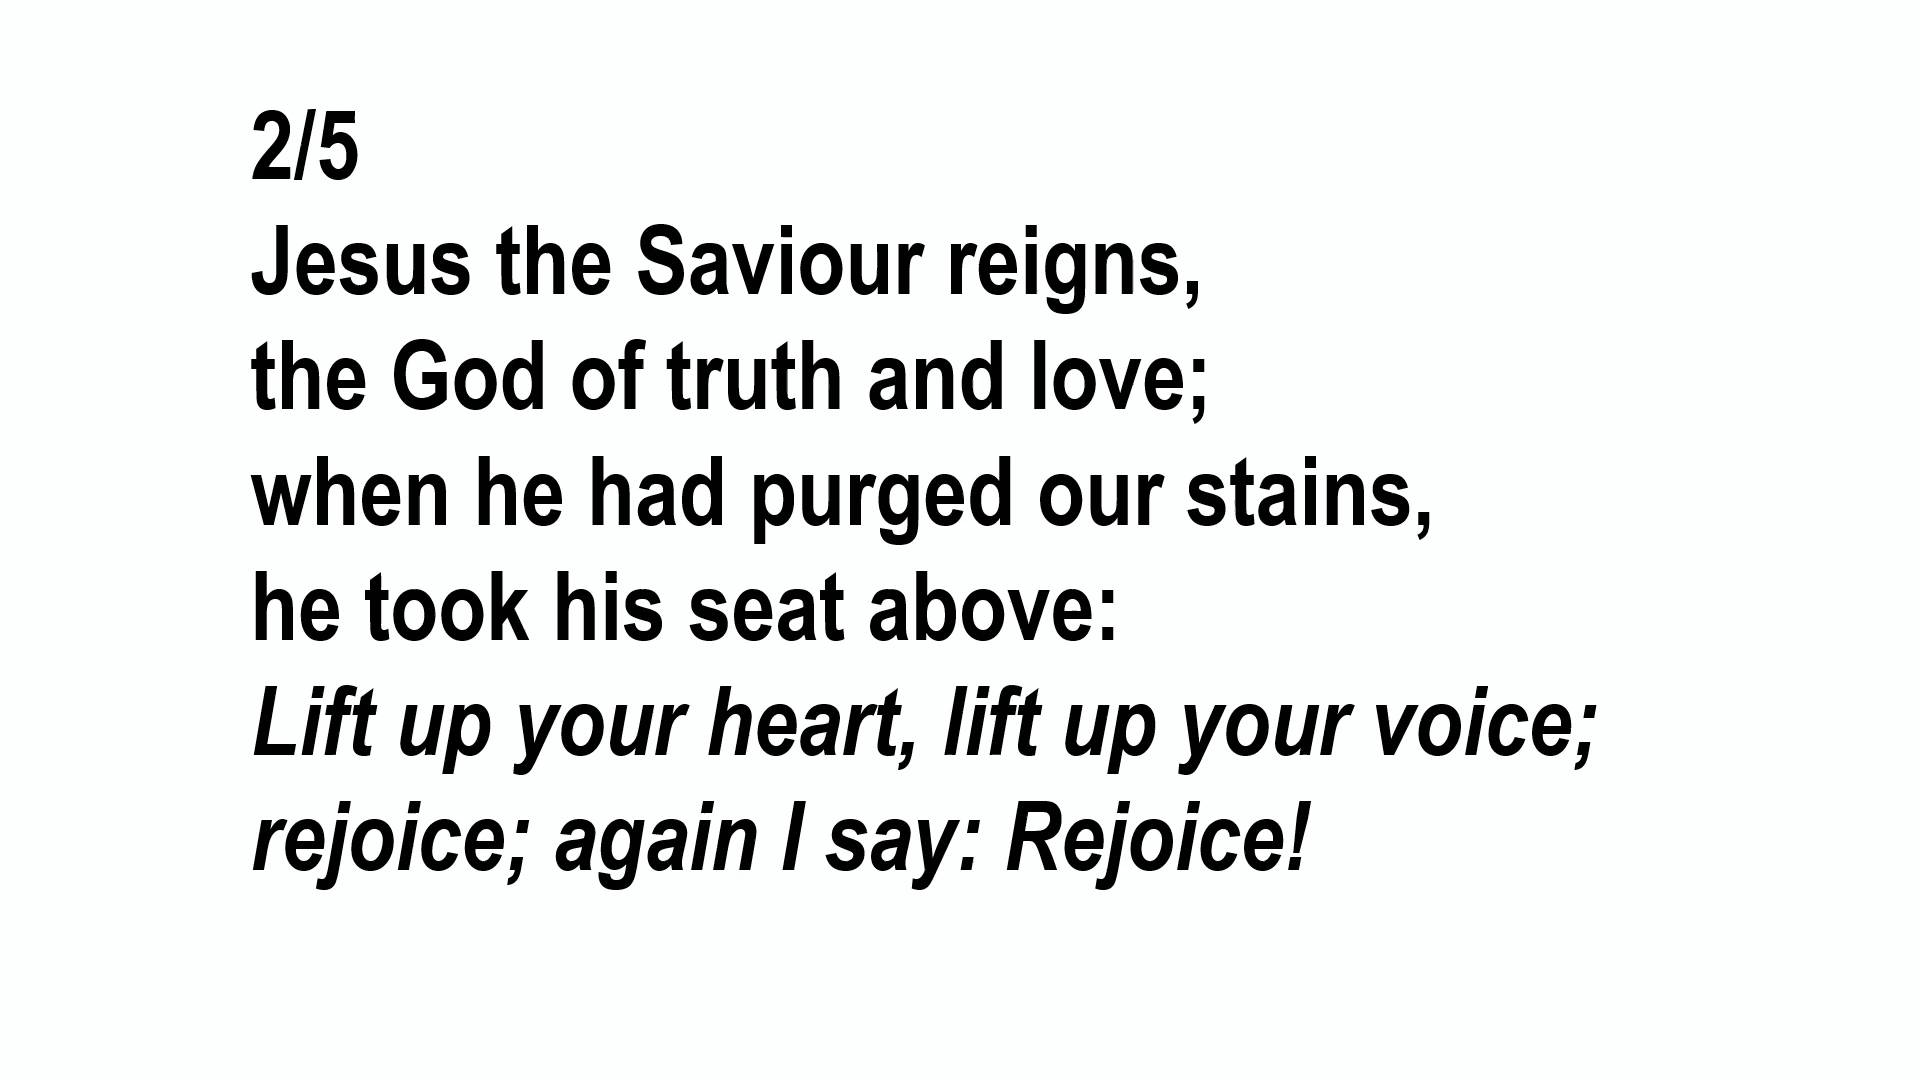 2/5
Jesus the Saviour reigns,
the God of truth and love;
when he had purged our stains,
he took his seat above:
Lift up your heart, lift up your voice;
rejoice; again I say: Rejoice!